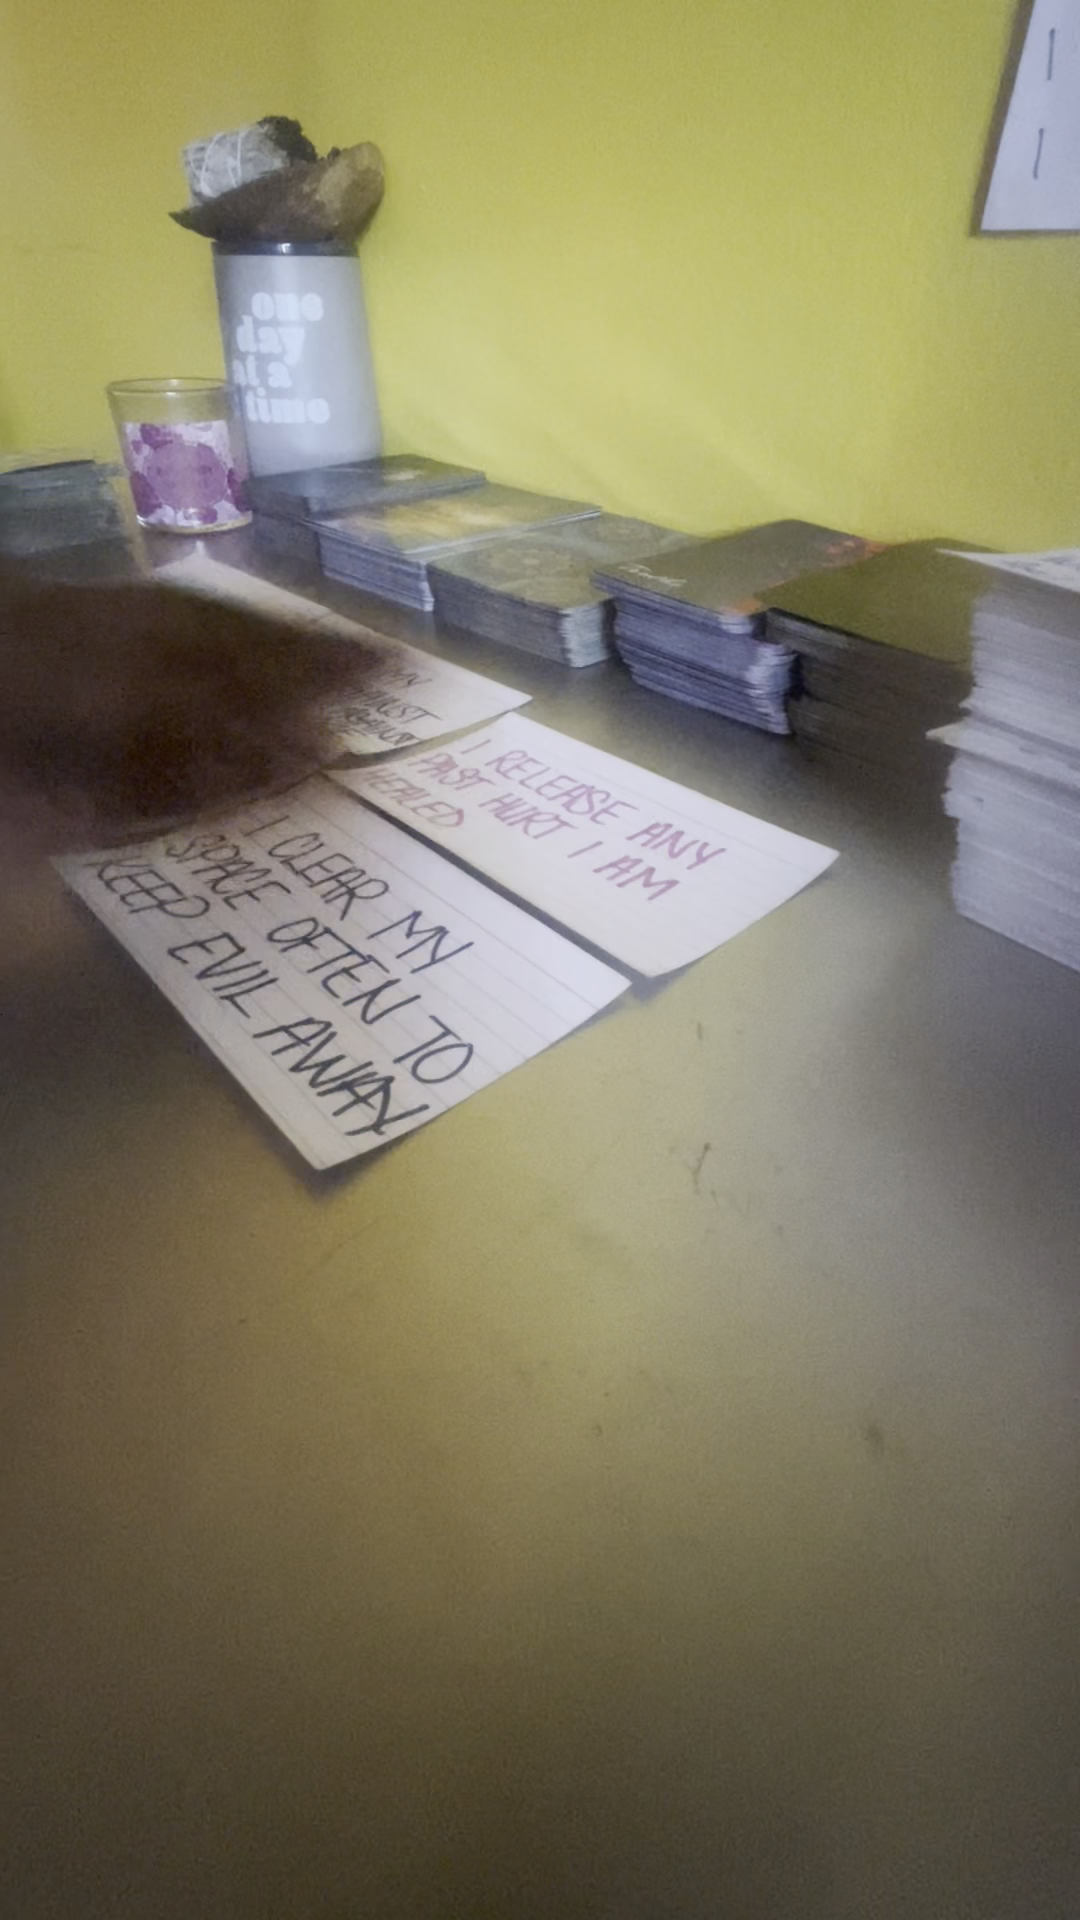 one
day
at a
time
I RELEASE ANY
PAST HURT I AM
HEALED
I CLEAR MY
SPACE OFTEN TO
KEEP EVIL AWAY